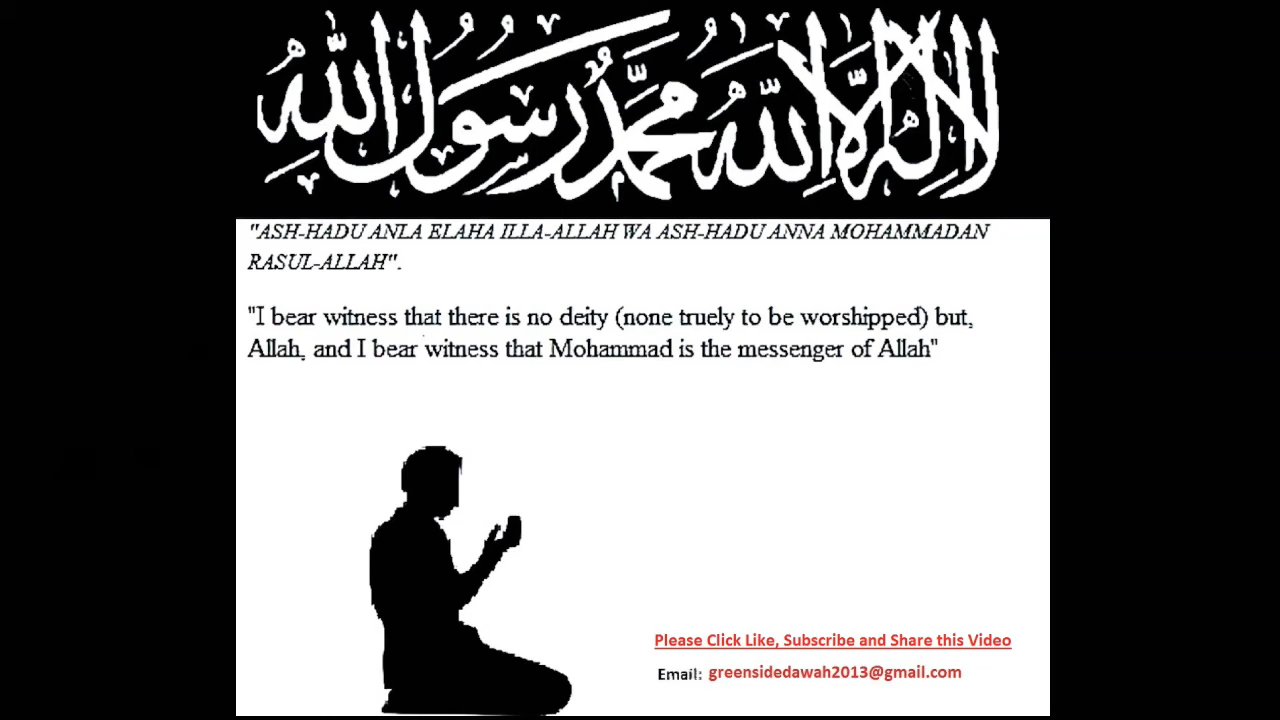 لا إله إلا الله محمد رسول الله
"ASH-HADU ANLA ELAHA ILLA-ALLAH WA ASH-HADU ANNA MOHAMMADAN
RASUL-ALLAH".
"I bear witness that there is no deity (none truely to be worshipped) but,
Allah, and I bear witness that Mohammad is the messenger of Allah"
Please Click Like, Subscribe and Share this Video
Email: greensidedawah2013@gmail.com